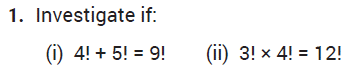 1. Investigate if:
(i) 4! + 5! = 9! (ii) 3! × 4! = 12!